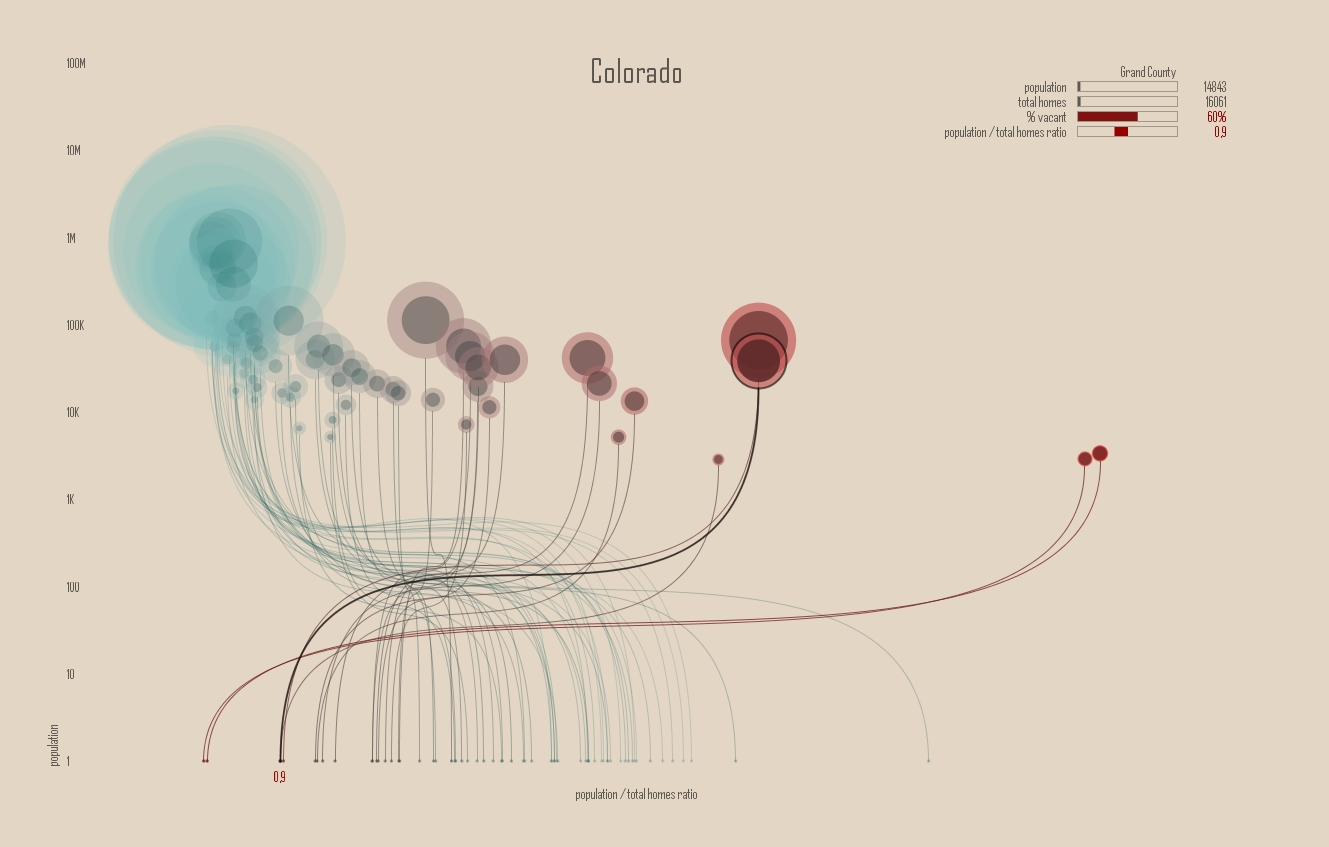 Colorado
100M
10M
1M
100K
10K
1K
100
10
1
population
Grand County
population 14843
total homes 16061
% vacant 60%
population / total homes ratio 0,9
0,9
population / total homes ratio